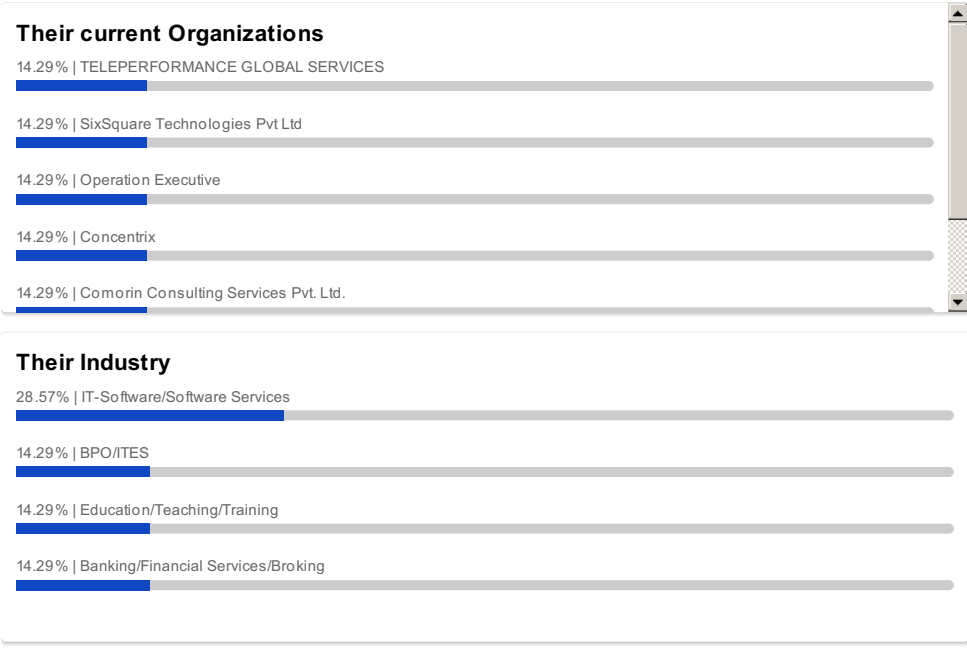 Their current Organizations
14.29% | TELEPERFORMANCE GLOBAL SERVICES
14.29% | SixSquare Technologies Pvt Ltd
14.29% | Operation Executive
14.29% | Concentrix
14.29% | Comorin Consulting Services Pvt. Ltd.
Their Industry
28.57% | IT-Software/Software Services
14.29% | BPO/ITES
14.29% | Education/Teaching/Training
14.29% | Banking/Financial Services/Broking